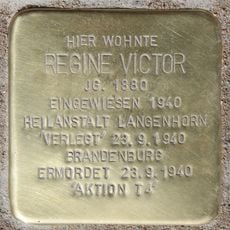 HIER WOHNTE
REGINE VICTOR
JG. 1880
EINGEWIESEN 1940
HEILANSTALT LANGENHORN
"VERLEGT" 23.9.1940
BRANDENBURG
ERMORDET 23.9.1940
"AKTION T4"